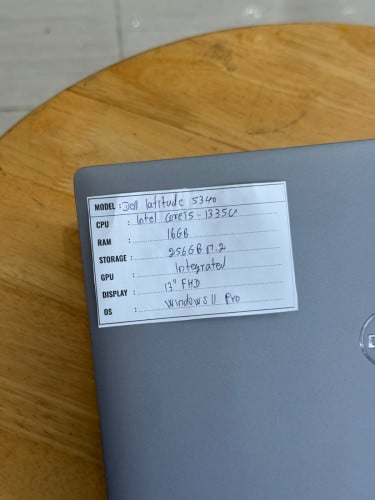 MODEL : Dell latitude 5340
CPU : Intel Corei5 - 1335U
RAM : 16GB
STORAGE : 256GB M.2
GPU : Integrated
DISPLAY : 13" FHD
OS : Windows 11 Pro